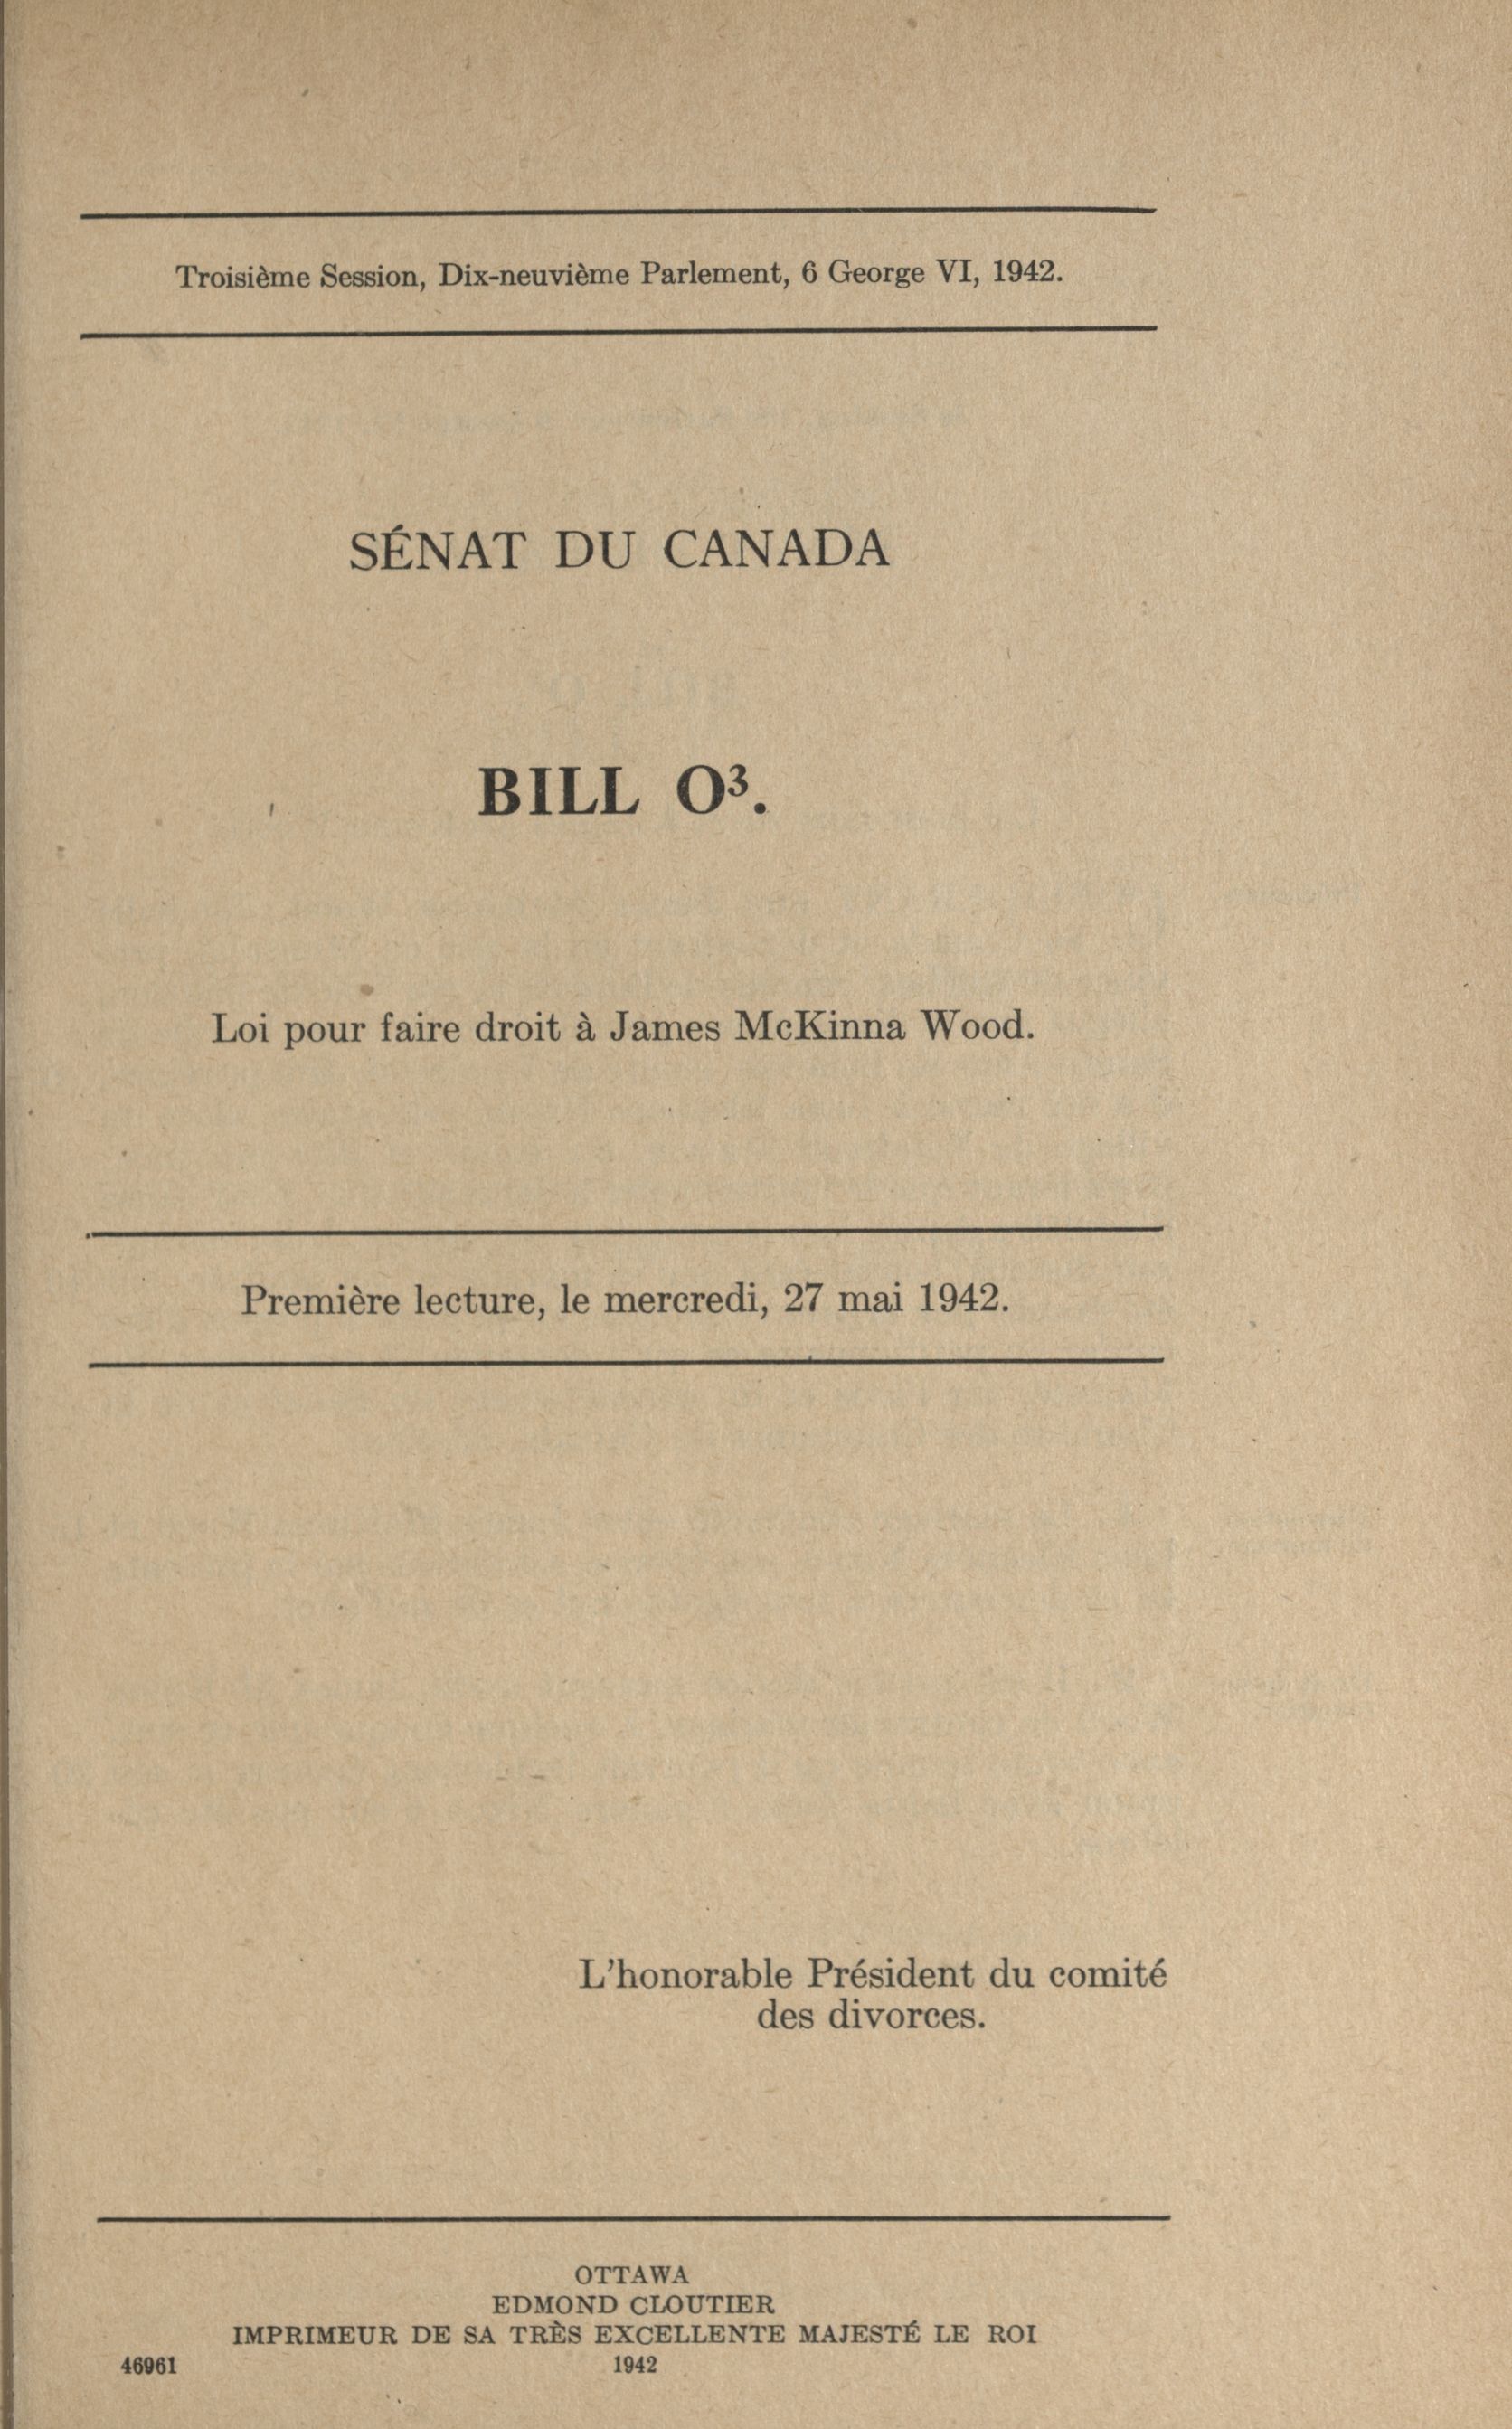 Troisième Session, Dix-neuvième Parlement, 6 George VI, 1942.
SÉNAT DU CANADA
BILL O³.
Loi pour faire droit à James McKinna Wood.
Première lecture, le mercredi, 27 mai 1942.
L'honorable Président du comité
des divorces.
OTTAWA
EDMOND CLOUTIER
IMPRIMEUR DE SA TRÈS EXCELLENTE MAJESTÉ LE ROI
46961 1942